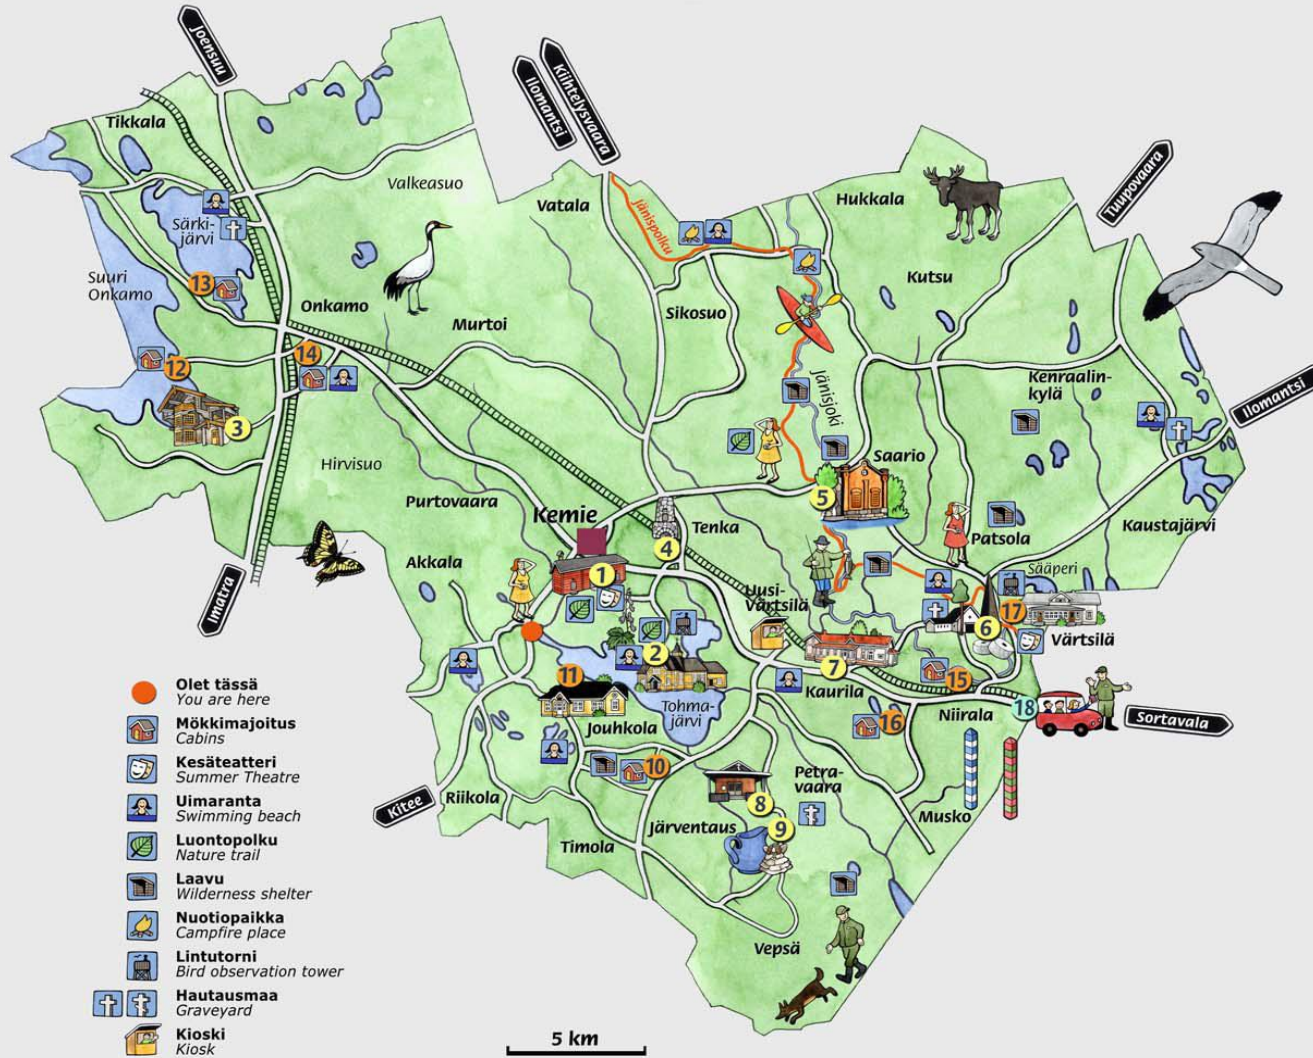 Joensuu
Ilomantsi
Kiihtelysvaara
Tuupovaara
Tikkala
Valkeasuo
Vatala
Jänispolku
Hukkala
Särki-
järvi
Suuri
Onkamo
13
Kutsu
Onkamo
Murtoi
Sikosuo
12
14
Jänisjoki
Kenraalin-
kylä
Ilomantsi
3
Hirvisuo
Saario
Purtovaara
5
Kemie
Tenka
Patsola
Kaustajärvi
4
Akkala
1
Imatra
Uusi-
Värtsilä
Sääperi
17
6
Värtsilä
2
7
11
Kaurila
15
18
Tohma-
järvi
Niirala
16
Sortavala
Jouhkola
10
Petra-
vaara
Kitee
Riikola
8
Musko
Järventaus
9
Timola
Vepsä
Olet tässä
You are here
Mökkimajoitus
Cabins
Kesäteatteri
Summer Theatre
Uimaranta
Swimming beach
Luontopolku
Nature trail
Laavu
Wilderness shelter
Nuotiopaikka
Campfire place
Lintutorni
Bird observation tower
Hautausmaa
Graveyard
Kioski
Kiosk
5 km